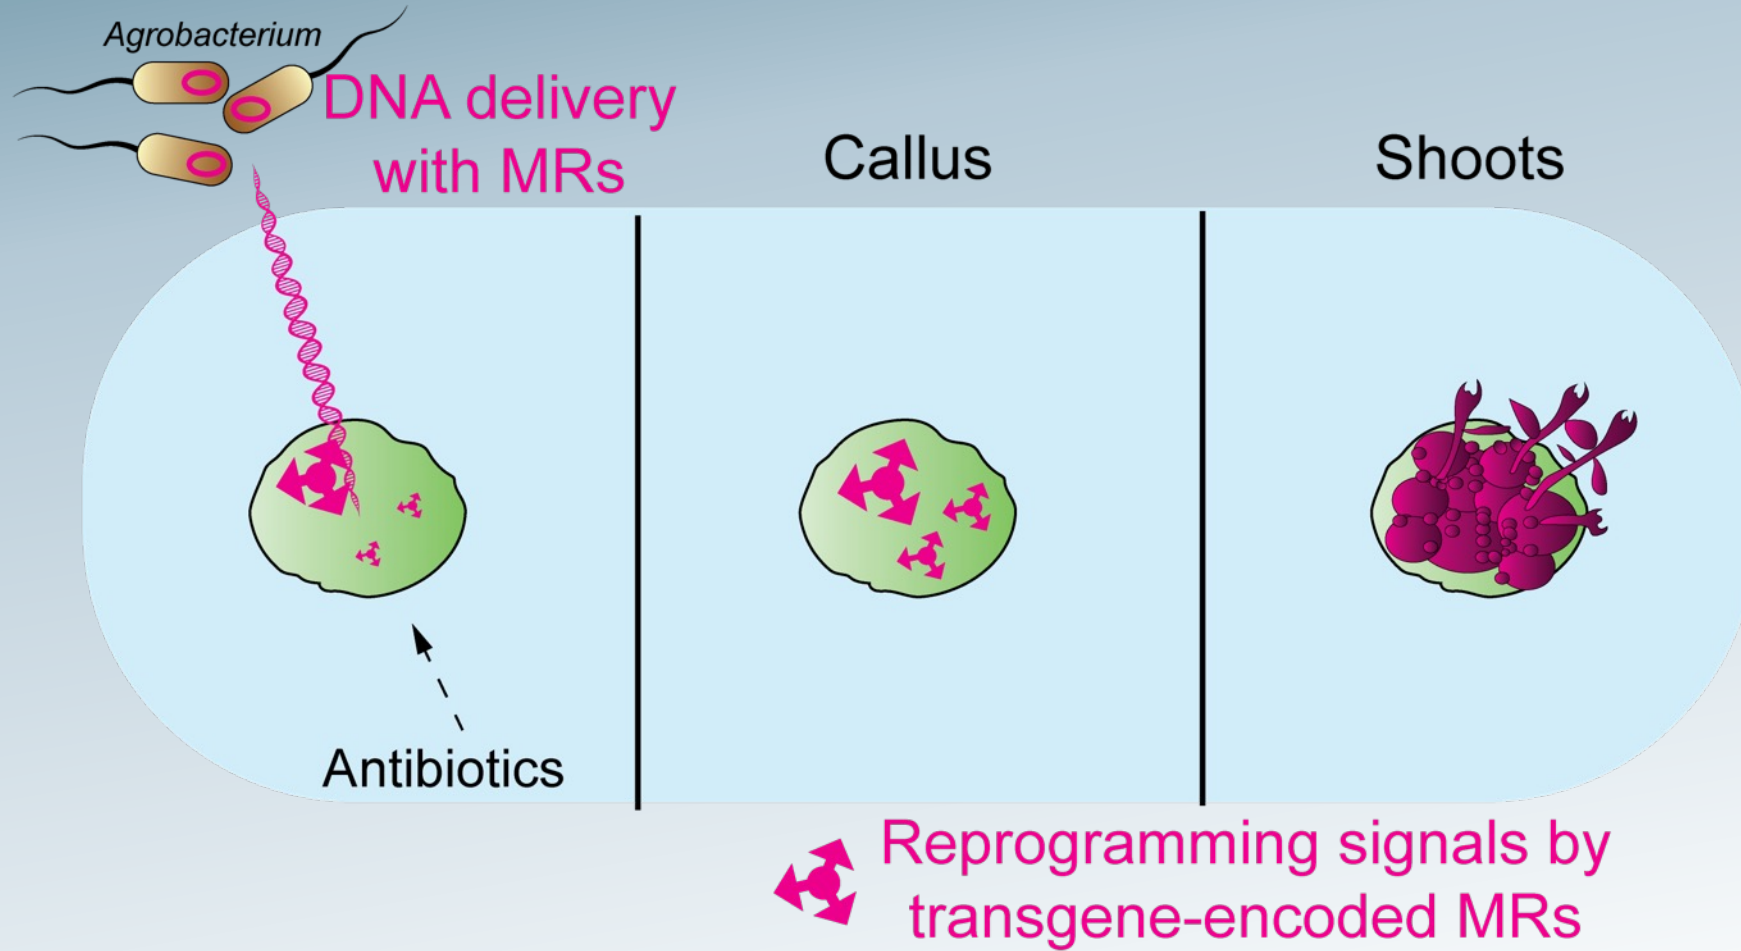 Agrobacterium
DNA delivery
with MRs
Callus
Shoots
Antibiotics
Reprogramming signals by
transgene-encoded MRs